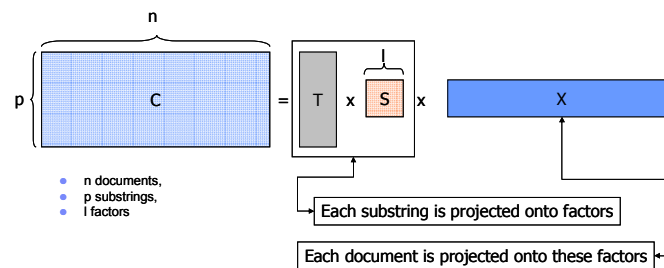 n
l
p
C
=
T
x
S
x
X
n documents,
p substrings,
l factors
Each substring is projected onto factors
Each document is projected onto these factors